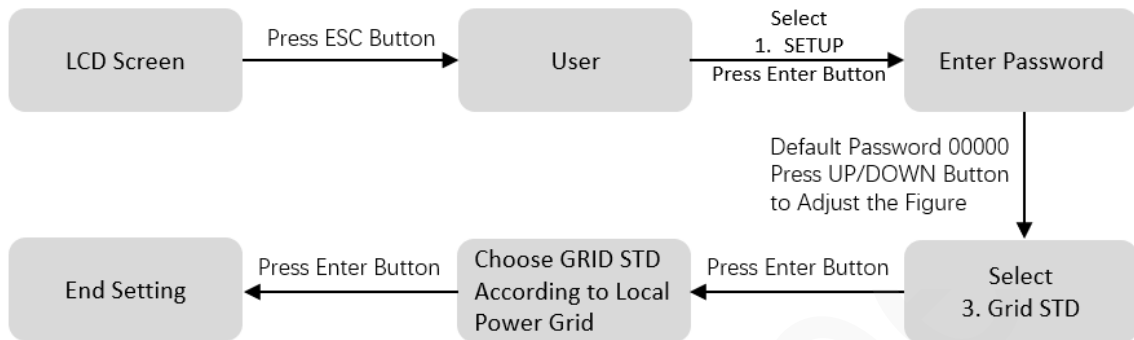 LCD Screen
Press ESC Button
User
Select
1. SETUP
Press Enter Button
Enter Password
Default Password 00000
Press UP/DOWN Button
to Adjust the Figure
Select
3. Grid STD
Press Enter Button
Choose GRID STD
According to Local
Power Grid
Press Enter Button
End Setting